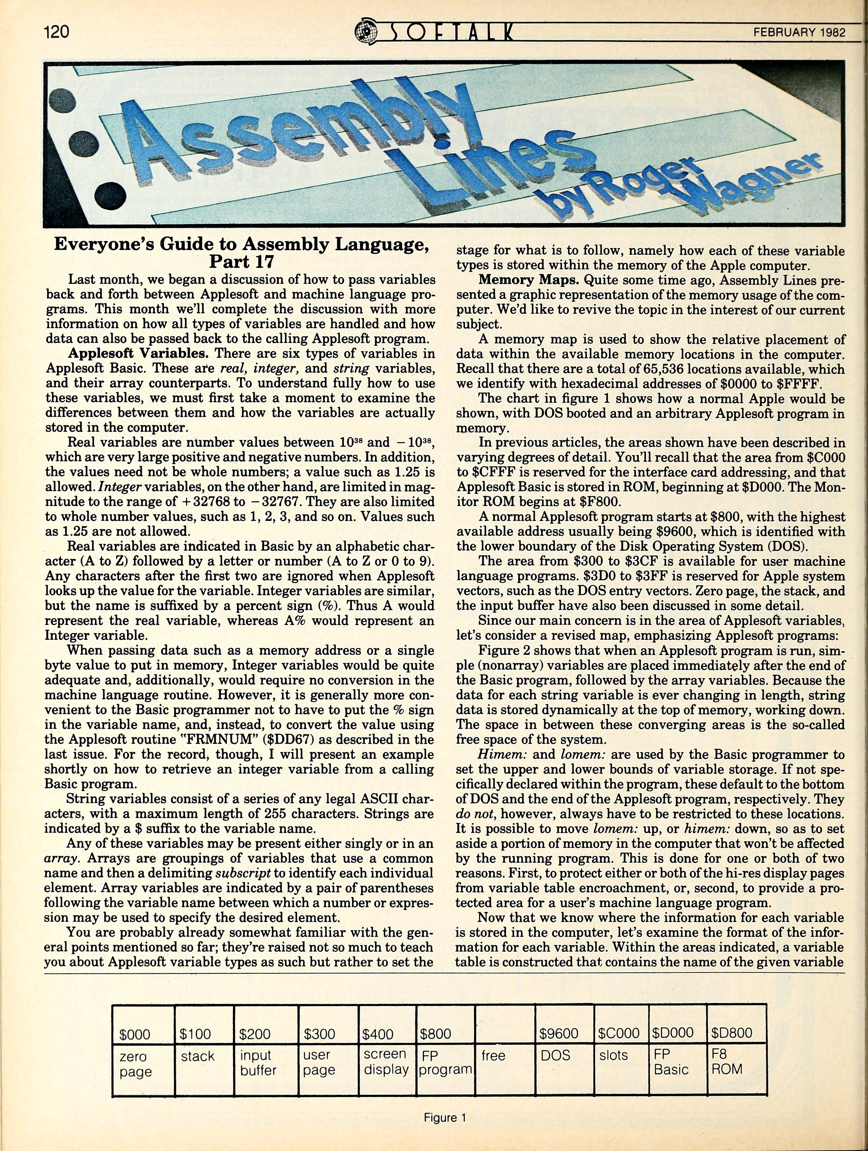 120
SOFTALK
FEBRUARY 1982
Assembly
Lines
by Roger
Wagner
Everyone's Guide to Assembly Language,
Part 17
Last month, we began a discussion of how to pass variables
back and forth between Applesoft and machine language pro-
grams. This month we'll complete the discussion with more
information on how all types of variables are handled and how
data can also be passed back to the calling Applesoft program.
Applesoft Variables. There are six types of variables in
Applesoft Basic. These are real, integer, and string variables,
and their array counterparts. To understand fully how to use
these variables, we must first take a moment to examine the
differences between them and how the variables are actually
stored in the computer.
Real variables are number values between 10³⁸ and −10³⁸,
which are very large positive and negative numbers. In addition,
the values need not be whole numbers; a value such as 1.25 is
allowed. Integer variables, on the other hand, are limited in mag-
nitude to the range of +32768 to −32767. They are also limited
to whole number values, such as 1, 2, 3, and so on. Values such
as 1.25 are not allowed.
Real variables are indicated in Basic by an alphabetic char-
acter (A to Z) followed by a letter or number (A to Z or 0 to 9).
Any characters after the first two are ignored when Applesoft
looks up the value for the variable. Integer variables are similar,
but the name is suffixed by a percent sign (%). Thus A would
represent the real variable, whereas A% would represent an
Integer variable.
When passing data such as a memory address or a single
byte value to put in memory, Integer variables would be quite
adequate and, additionally, would require no conversion in the
machine language routine. However, it is generally more con-
venient to the Basic programmer not to have to put the % sign
in the variable name, and, instead, to convert the value using
the Applesoft routine "FRMNUM" ($DD67) as described in the
last issue. For the record, though, I will present an example
shortly on how to retrieve an integer variable from a calling
Basic program.
String variables consist of a series of any legal ASCII char-
acters, with a maximum length of 255 characters. Strings are
indicated by a $ suffix to the variable name.
Any of these variables may be present either singly or in an
array. Arrays are groupings of variables that use a common
name and then a delimiting subscript to identify each individual
element. Array variables are indicated by a pair of parentheses
following the variable name between which a number or expres-
sion may be used to specify the desired element.
You are probably already somewhat familiar with the gen-
eral points mentioned so far; they're raised not so much to teach
you about Applesoft variable types as such but rather to set the
stage for what is to follow, namely how each of these variable
types is stored within the memory of the Apple computer.
Memory Maps. Quite some time ago, Assembly Lines pre-
sented a graphic representation of the memory usage of the com-
puter. We'd like to revive the topic in the interest of our current
subject.
A memory map is used to show the relative placement of
data within the available memory locations in the computer.
Recall that there are a total of 65,536 locations available, which
we identify with hexadecimal addresses of $0000 to $FFFF.
The chart in figure 1 shows how a normal Apple would be
shown, with DOS booted and an arbitrary Applesoft program in
memory.
In previous articles, the areas shown have been described in
varying degrees of detail. You'll recall that the area from $C000
to $CFFF is reserved for the interface card addressing, and that
Applesoft Basic is stored in ROM, beginning at $D000. The Mon-
itor ROM begins at $F800.
A normal Applesoft program starts at $800, with the highest
available address usually being $9600, which is identified with
the lower boundary of the Disk Operating System (DOS).
The area from $300 to $3CF is available for user machine
language programs. $3D0 to $3FF is reserved for Apple system
vectors, such as the DOS entry vectors. Zero page, the stack, and
the input buffer have also been discussed in some detail.
Since our main concern is in the area of Applesoft variables,
let's consider a revised map, emphasizing Applesoft programs:
Figure 2 shows that when an Applesoft program is run, sim-
ple (nonarray) variables are placed immediately after the end of
the Basic program, followed by the array variables. Because the
data for each string variable is ever changing in length, string
data is stored dynamically at the top of memory, working down.
The space in between these converging areas is the so-called
free space of the system.
Himem: and lomem: are used by the Basic programmer to
set the upper and lower bounds of variable storage. If not spe-
cifically declared within the program, these default to the bottom
of DOS and the end of the Applesoft program, respectively. They
do not, however, always have to be restricted to these locations.
It is possible to move lomem: up, or himem: down, so as to set
aside a portion of memory in the computer that won't be affected
by the running program. This is done for one or both of two
reasons. First, to protect either or both of the hi-res display pages
from variable table encroachment, or, second, to provide a pro-
tected area for a user's machine language program.
Now that we know where the information for each variable
is stored in the computer, let's examine the format of the infor-
mation for each variable. Within the areas indicated, a variable
table is constructed that contains the name of the given variable
$000 $100 $200 $300 $400 $800 $9600 $C000 $D000 $D800
zero stack input user screen FP free DOS slots FP F8
page buffer page display program Basic ROM
Figure 1